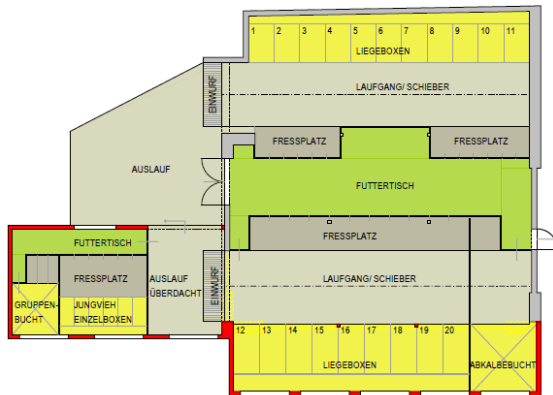 1 2 3 4 5 6 7 8 9 10 11
LIEGEBOXEN
EINWURF
LAUFGANG/ SCHIEBER
FRESSPLATZ
FRESSPLATZ
AUSLAUF
FUTTERTISCH
FUTTERTISCH
FRESSPLATZ
FRESSPLATZ
AUSLAUF
ÜBERDACHT
EINWURF
LAUFGANG/ SCHIEBER
GRUPPEN-
BUCHT
JUNGVIEH
EINZELBOXEN
12 13 14 15 16 17 18 19 20
LIEGEBOXEN
ABKALBEBUCHT